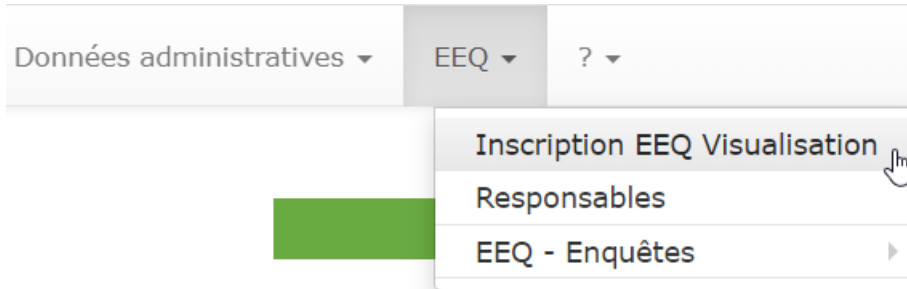 Données administratives EEQ ?
Inscription EEQ Visualisation
Responsables
EEQ - Enquêtes